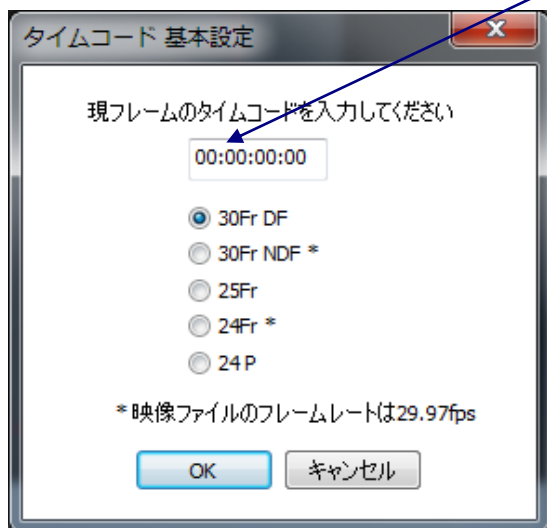 タイムコード 基本設定
現フレームのタイムコードを入力してください
00:00:00:00
30Fr DF
30Fr NDF *
25Fr
24Fr *
24 P
*映像ファイルのフレームレートは29.97fps
OK
キャンセル